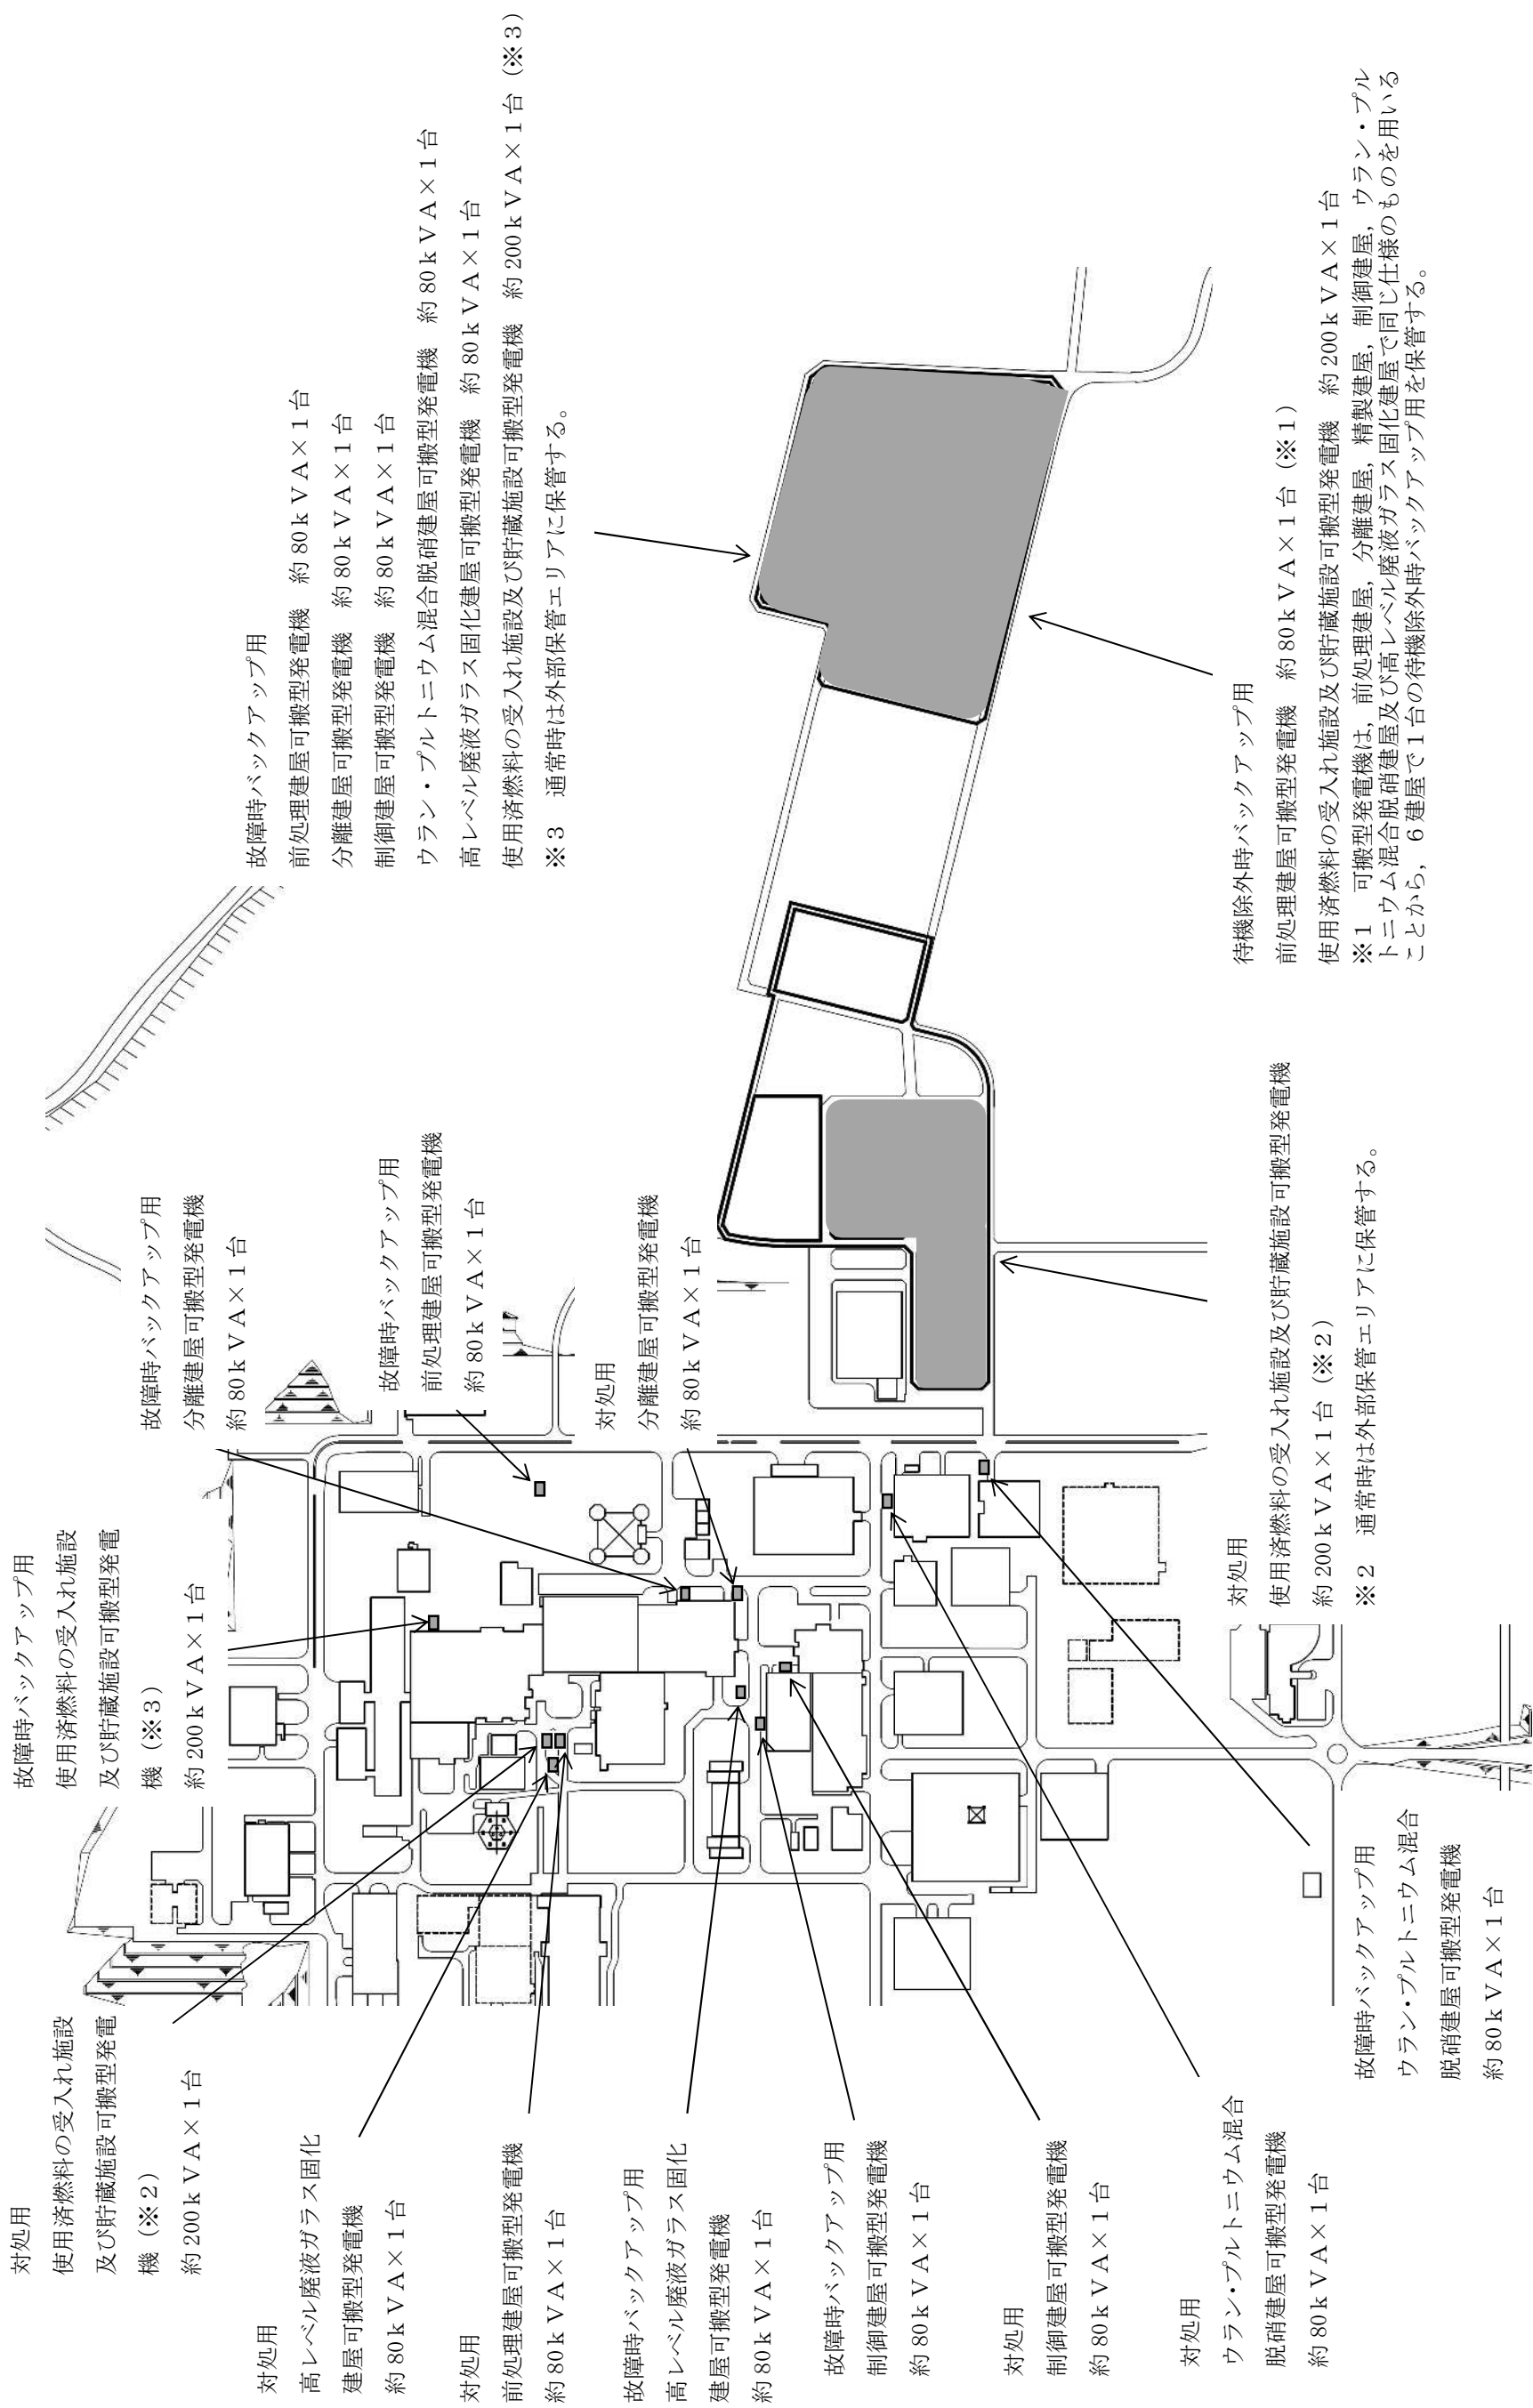 対処用
使用済燃料の受入れ施設
及び貯蔵施設可搬型発電
機（※２）
約200ｋＶＡ×１台
故障時バックアップ用
使用済燃料の受入れ施設
及び貯蔵施設可搬型発電
機（※３）
約200ｋＶＡ×１台
故障時バックアップ用
分離建屋可搬型発電機
約80ｋＶＡ×１台
故障時バックアップ用
前処理建屋可搬型発電機
約80ｋＶＡ×１台
対処用
分離建屋可搬型発電機
約80ｋＶＡ×１台
故障時バックアップ用
前処理建屋可搬型発電機　約80ｋＶＡ×１台
分離建屋可搬型発電機　約80ｋＶＡ×１台
制御建屋可搬型発電機　約80ｋＶＡ×１台
ウラン・プルトニウム混合脱硝建屋可搬型発電機　約80ｋＶＡ×１台
高レベル廃液ガラス固化建屋可搬型発電機　約80ｋＶＡ×１台
使用済燃料の受入れ施設及び貯蔵施設可搬型発電機　約200ｋＶＡ×１台（※３）
※３　通常時は外部保管エリアに保管する。
対処用
高レベル廃液ガラス固化
建屋可搬型発電機
約80ｋＶＡ×１台
対処用
前処理建屋可搬型発電機
約80ｋＶＡ×１台
故障時バックアップ用
高レベル廃液ガラス固化
建屋可搬型発電機
約80ｋＶＡ×１台
故障時バックアップ用
制御建屋可搬型発電機
約80ｋＶＡ×１台
対処用
制御建屋可搬型発電機
約80ｋＶＡ×１台
対処用
ウラン・プルトニウム混合
脱硝建屋可搬型発電機
約80ｋＶＡ×１台
故障時バックアップ用
ウラン・プルトニウム混合
脱硝建屋可搬型発電機
約80ｋＶＡ×１台
対処用
使用済燃料の受入れ施設及び貯蔵施設可搬型発電機
約200ｋＶＡ×１台（※２）
※２　通常時は外部保管エリアに保管する。
待機除外時バックアップ用
前処理建屋可搬型発電機　約80ｋＶＡ×１台（※１）
使用済燃料の受入れ施設及び貯蔵施設可搬型発電機　約200ｋＶＡ×１台
※１　可搬型発電機は，前処理建屋，分離建屋，精製建屋，制御建屋，ウラン・プル
トニウム混合脱硝建屋及び高レベル廃液ガラス固化建屋で同じ仕様のものを用いる
ことから，６建屋で１台の待機除外時バックアップ用を保管する。